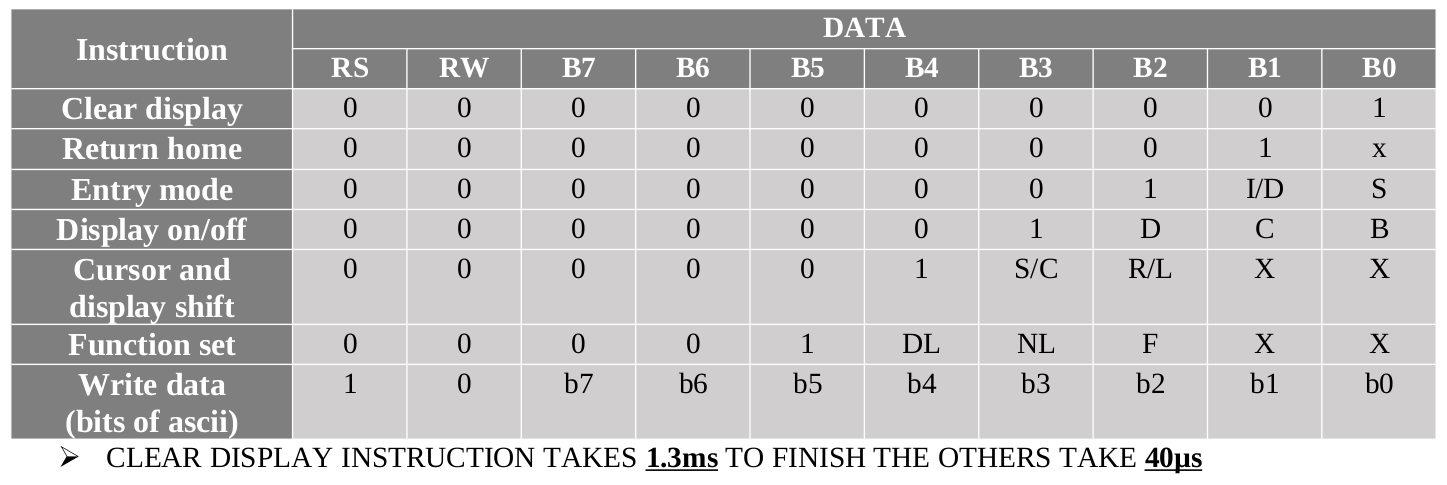 Instruction DATA
RS RW B7 B6 B5 B4 B3 B2 B1 B0
Clear display 0 0 0 0 0 0 0 0 0 1
Return home 0 0 0 0 0 0 0 0 1 x
Entry mode 0 0 0 0 0 0 0 1 I/D S
Display on/off 0 0 0 0 0 0 1 D C B
Cursor and 0 0 0 0 0 1 S/C R/L X X
display shift
Function set 0 0 0 0 1 DL NL F X X
Write data 1 0 b7 b6 b5 b4 b3 b2 b1 b0
(bits of ascii)
➢ CLEAR DISPLAY INSTRUCTION TAKES 1.3ms TO FINISH THE OTHERS TAKE 40μs